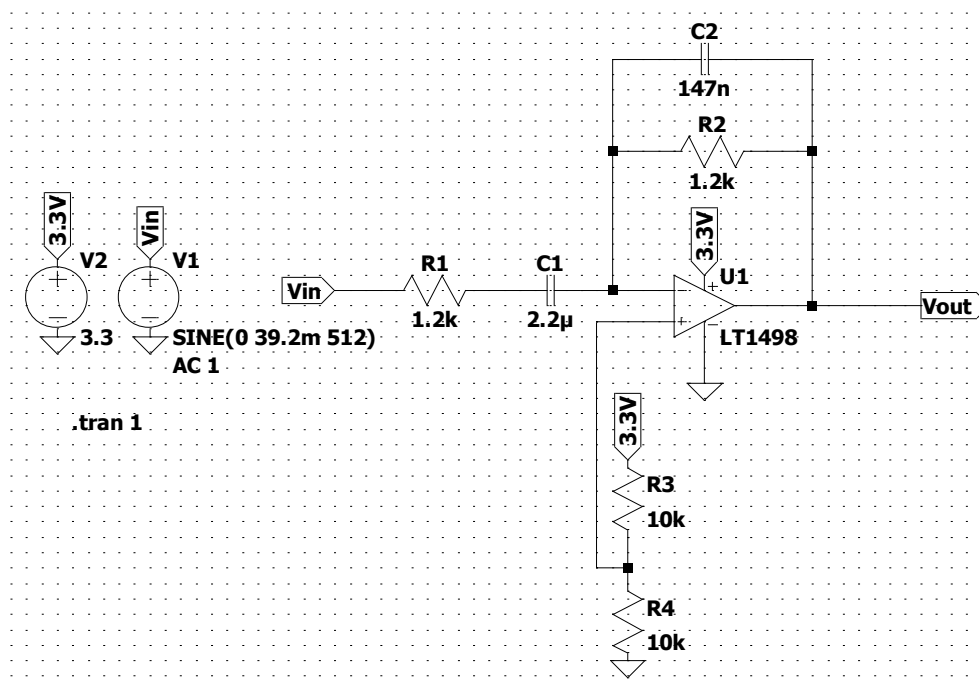 C2
147n
R2
1.2k
3.3V
Vin
3.3V
V2
V1
R1
C1
U1
Vin
1.2k
2.2µ
Vout
3.3
SINE(0 39.2m 512)
LT1498
AC 1
.tran 1
3.3V
R3
10k
R4
10k